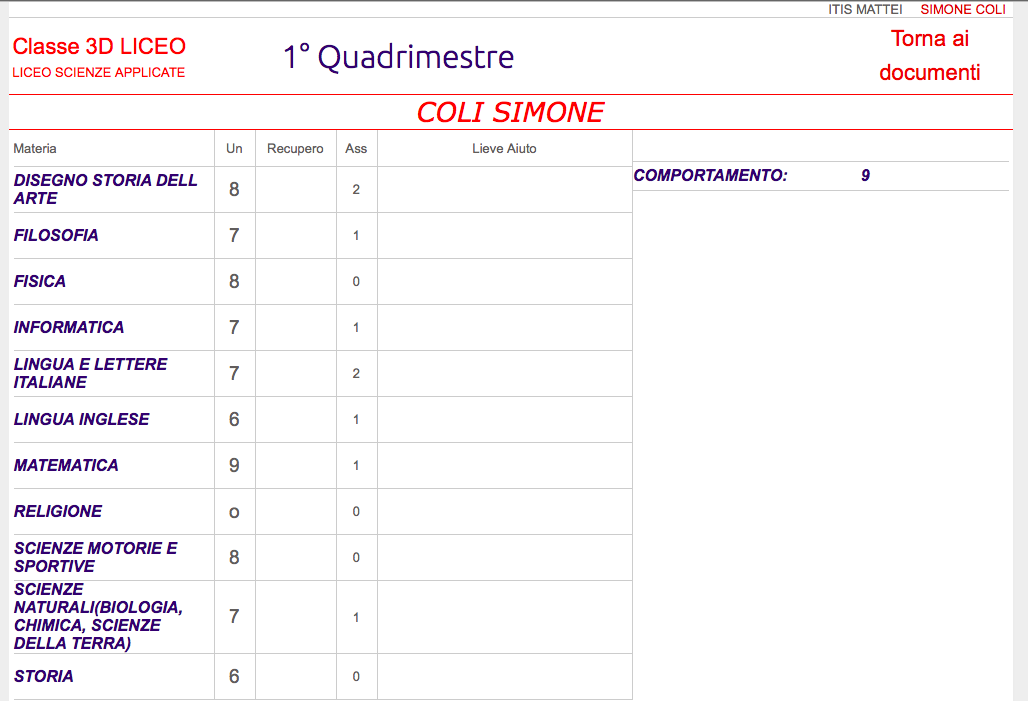 ITIS MATTEI SIMONE COLI
Classe 3D LICEO
LICEO SCIENZE APPLICATE
1° Quadrimestre
Torna ai
documenti
COLI SIMONE
Materia Un Recupero Ass Lieve Aiuto
COMPORTAMENTO: 9
DISEGNO STORIA DELL
ARTE
8 2
FILOSOFIA 7 1
FISICA 8 0
INFORMATICA 7 1
LINGUA E LETTERE
ITALIANE
7 2
LINGUA INGLESE 6 1
MATEMATICA 9 1
RELIGIONE o 0
SCIENZE MOTORIE E
SPORTIVE
8 0
SCIENZE
NATURALI(BIOLOGIA,
CHIMICA, SCIENZE
DELLA TERRA)
7 1
STORIA 6 0